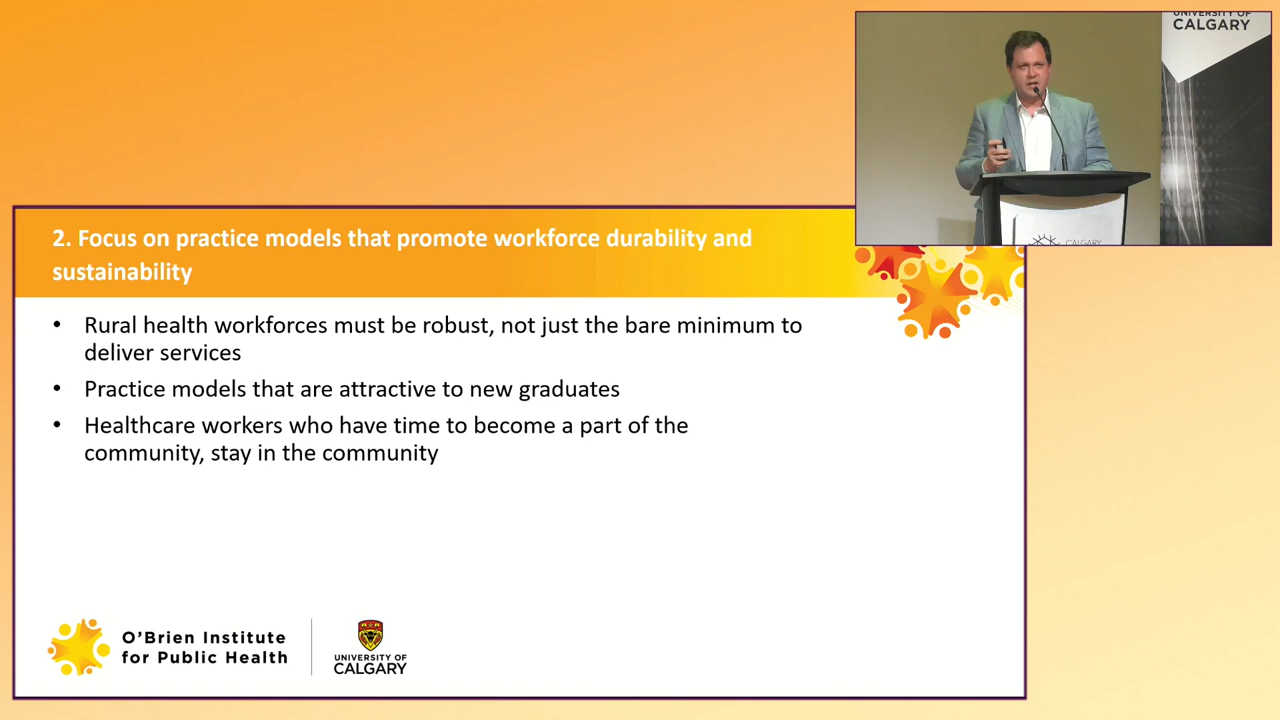 UNIVERSITY OF
CALGARY
CALGARY
2. Focus on practice models that promote workforce durability and
sustainability
• Rural health workforces must be robust, not just the bare minimum to
deliver services
• Practice models that are attractive to new graduates
• Healthcare workers who have time to become a part of the
community, stay in the community
O'Brien Institute
for Public Health
UNIVERSITY OF
CALGARY